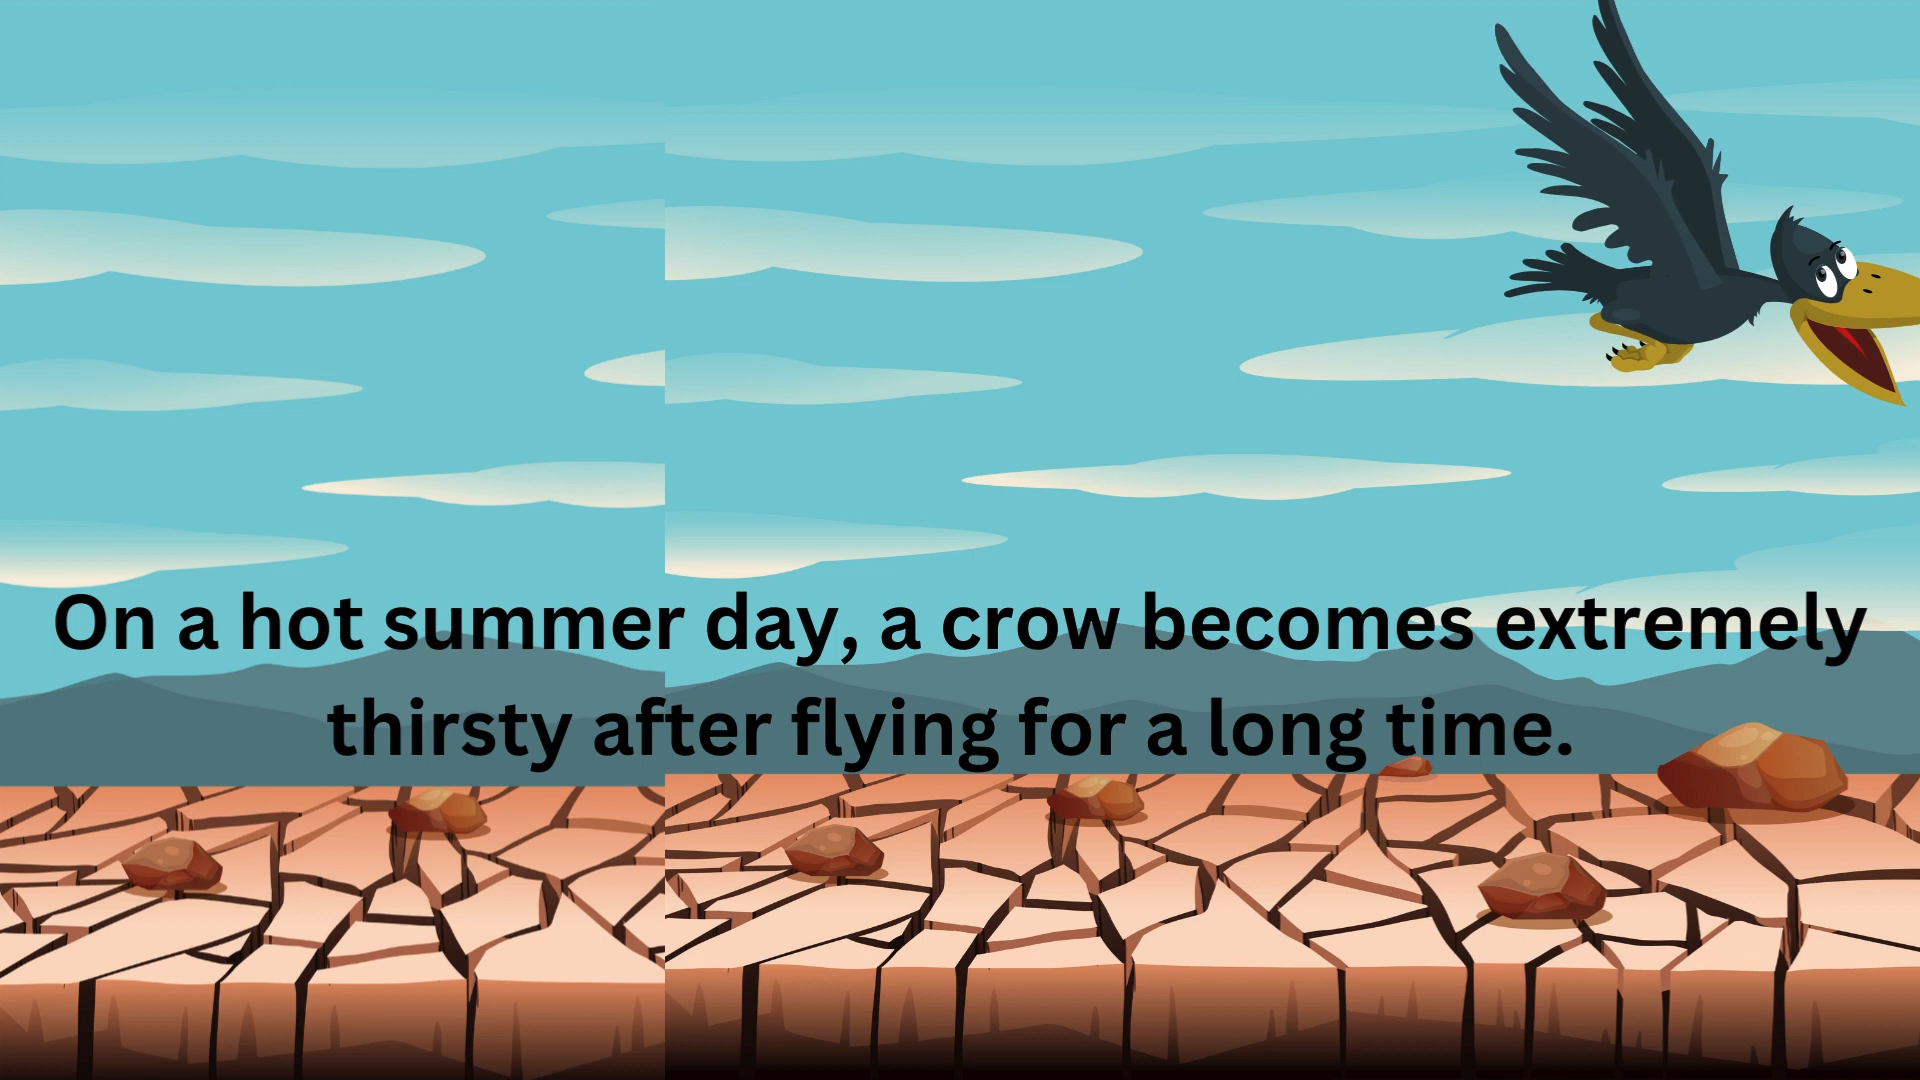 On a hot summer day, a crow becomes extremely
thirsty after flying for a long time.